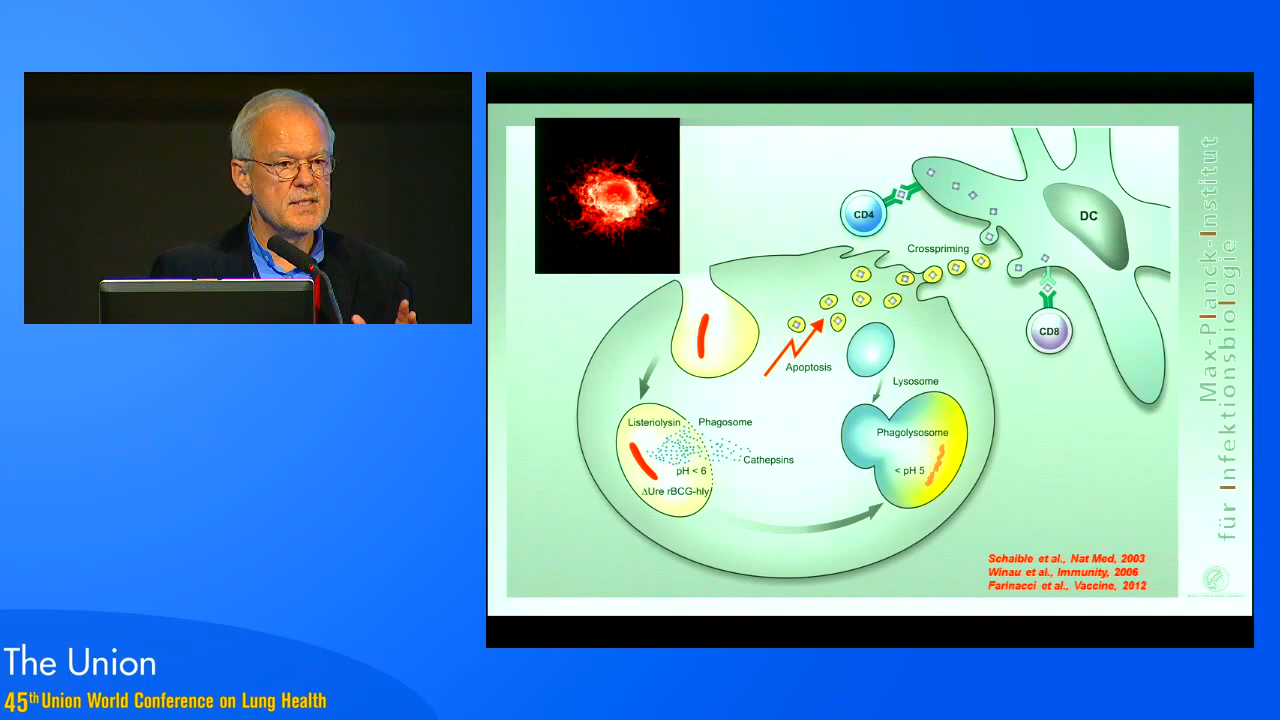 CD4
DC
Crosspriming
CD8
Apoptosis
Lysosome
Listeriolysin
Phagosome
Phagolysosome
Cathepsins
pH < 6
< pH 5
ΔUre rBCG-hly
Schaible et al., Nat Med, 2003
Winau et al., Immunity, 2006
Farinacci et al., Vaccine, 2012
Max-Planck-Institut
für Infektionsbiologie
The Union
45th Union World Conference on Lung Health